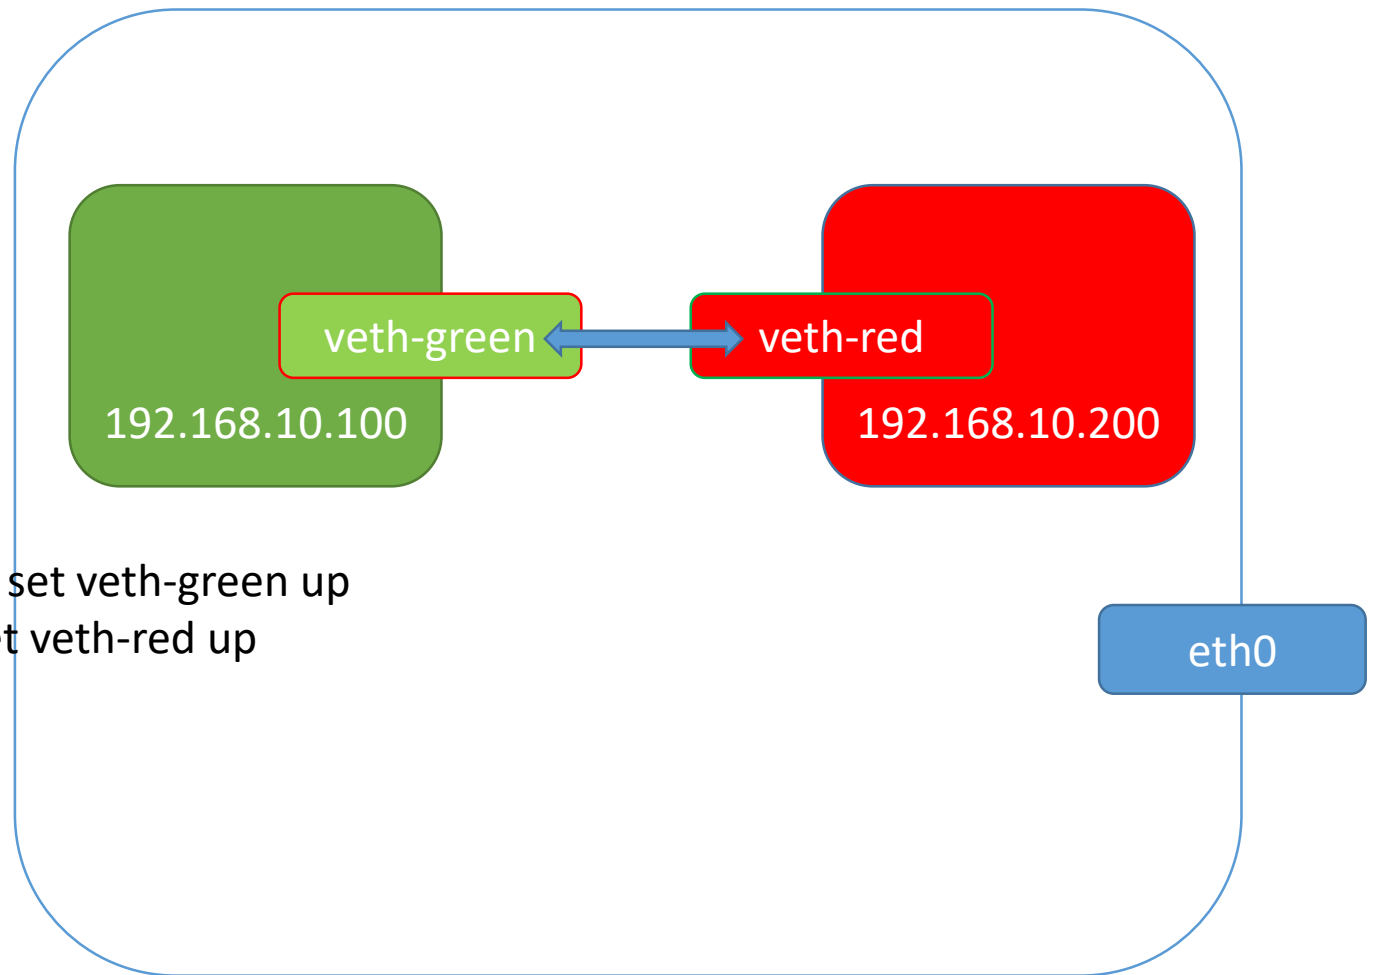 veth-green
veth-red
192.168.10.100
192.168.10.200
set veth-green up
veth-red up
eth0